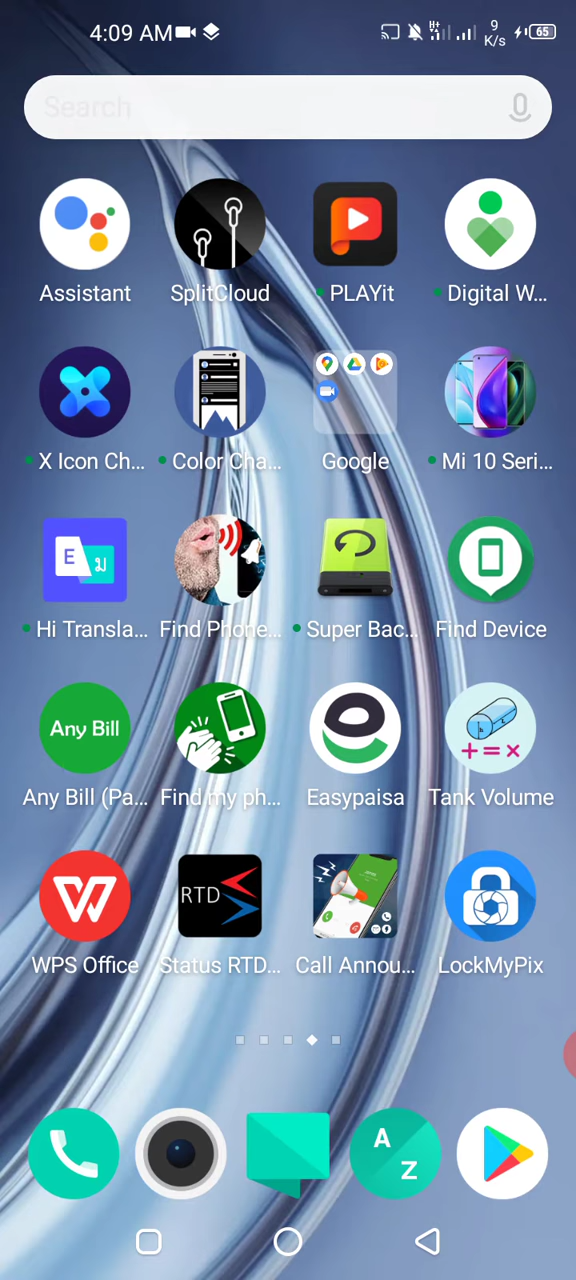 4:09 AM
H+
9
K/s
65
Search
Assistant
SplitCloud
PLAYit
Digital W...
X Icon Ch...
Color Cha...
Google
Mi 10 Seri...
E
Hi Transla...
Find Phone...
Super Bac...
Find Device
Any Bill
Any Bill (Pa...
Find my ph...
Easypaisa
+ = ×
Tank Volume
W
WPS Office
RTD
Status RTD...
Call Annou...
LockMyPix
A
Z